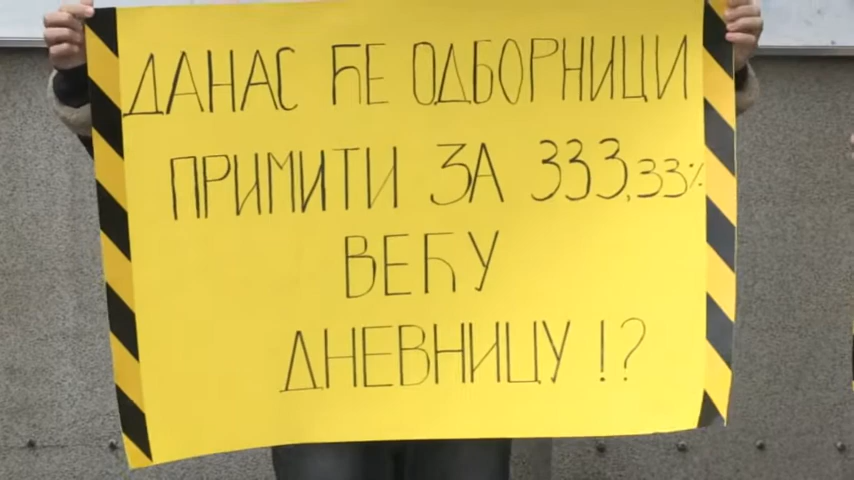 ДАНАС ЋЕ ОДБОРНИЦИ
ПРИМИТИ ЗА 333,33%
ВЕЋУ
ДНЕВНИЦУ !?